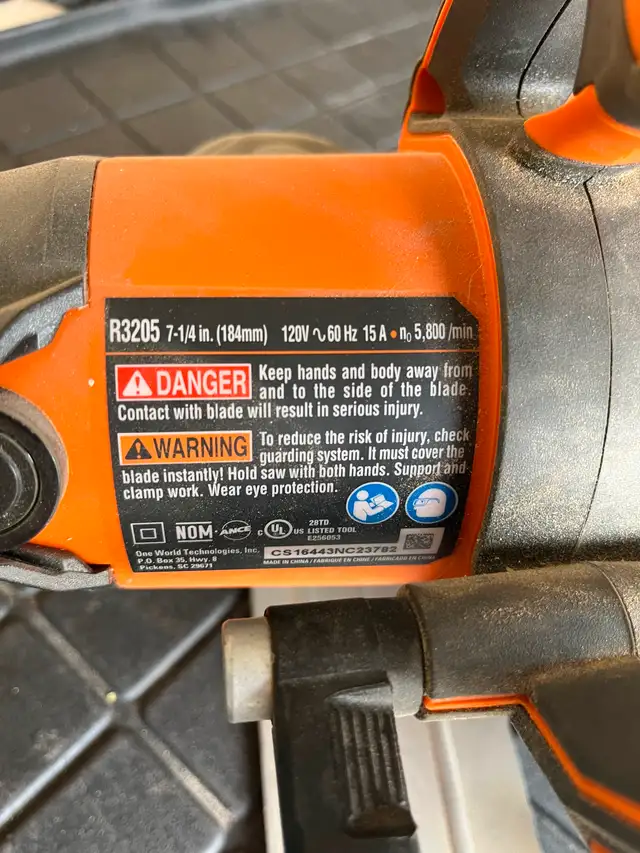 R3205 7-1/4 in. (184mm) 120V ∿ 60 Hz 15 A • n₀ 5,800 /min
⚠ DANGER Keep hands and body away from
and to the side of the blade.
Contact with blade will result in serious injury.
⚠ WARNING To reduce the risk of injury, check
guarding system. It must cover the
blade instantly! Hold saw with both hands. Support and
clamp work. Wear eye protection.
NOM - ANCE c UL US 28TD
LISTED TOOL
E256053
One World Technologies, Inc.
P.O. Box 35, Hwy. 8
Pickens, SC 29671
CS16443NC23782
MADE IN CHINA / FABRIQUÉ EN CHINE / FABRICADO EN CHINA